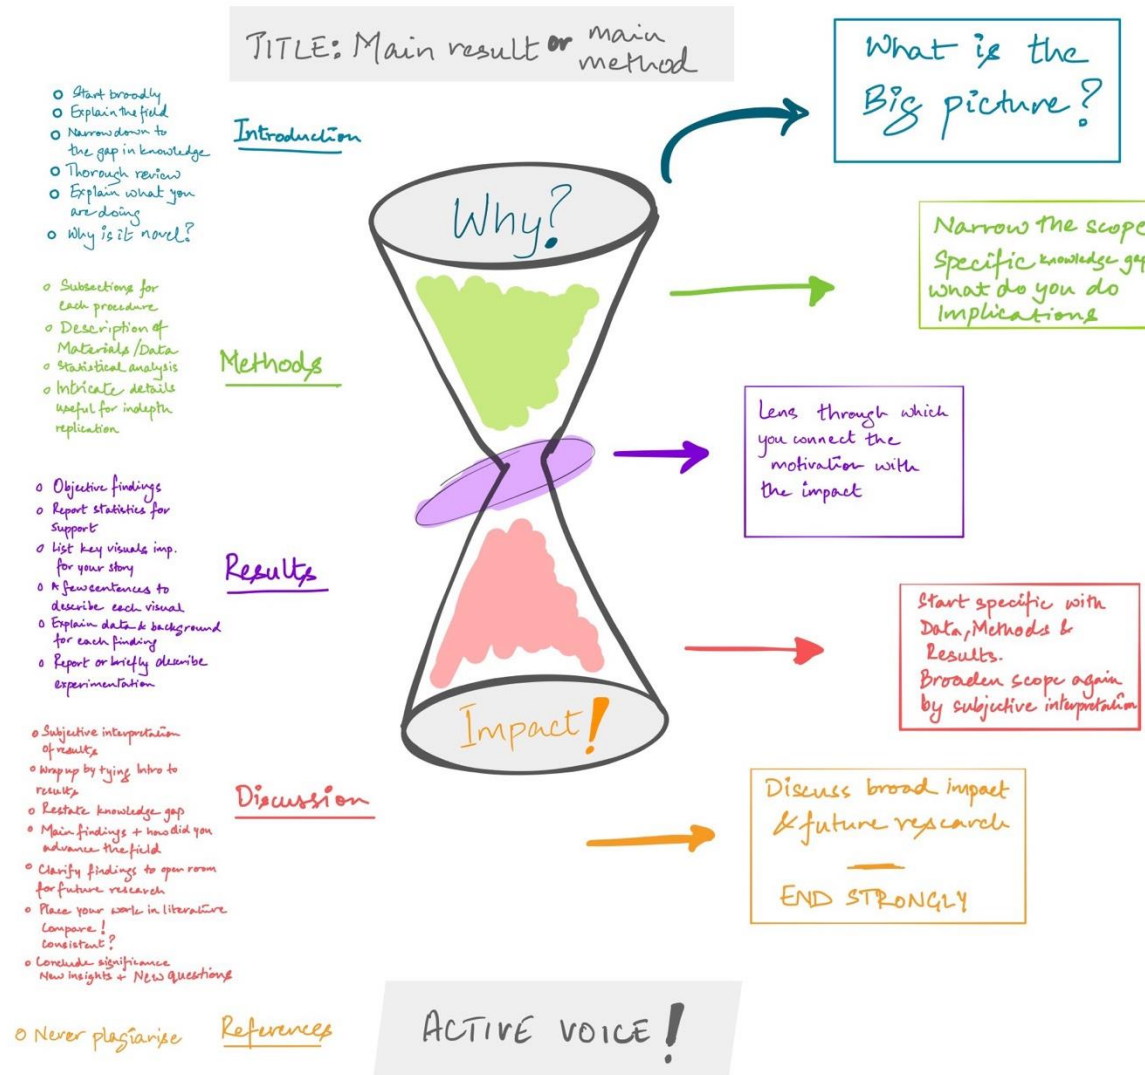 TITLE: Main result or main method
What is the
Big picture?
Introduction
o Start broadly
o Explain the field
o Narrow down to
the gap in knowledge
o Thorough review
o Explain what you
are doing
o Why is it novel?
Why?
Narrow the scope
Specific knowledge gap
what do you do
Implications
Methods
o Subsections for
each procedure
o Description of
Materials/Data
o Statistical analysis
o Intricate details
useful for indepth
replication
Lens through which
you connect the
motivation with
the impact
Results
o Objective findings
o Report statistics for
support
o List key visuals imp.
for your story
o A few sentences to
describe each visual
o Explain data & background
for each finding
o Report or briefly describe
experimentation
Start specific with
Data, Methods &
Results.
Broaden scope again
by subjective interpretation
Impact!
Discussion
o Subjective interpretation
of results
o Wrap up by tying Intro to
results
o Restate knowledge gap
o Main findings + how did you
advance the field
o Clarify findings to open room
for future research
o Place your work in literature
Compare!
Consistent?
o Conclude significance
New insights + New questions
Discuss broad impact
& future research
END STRONGLY
References
o Never plagiarise
ACTIVE VOICE!